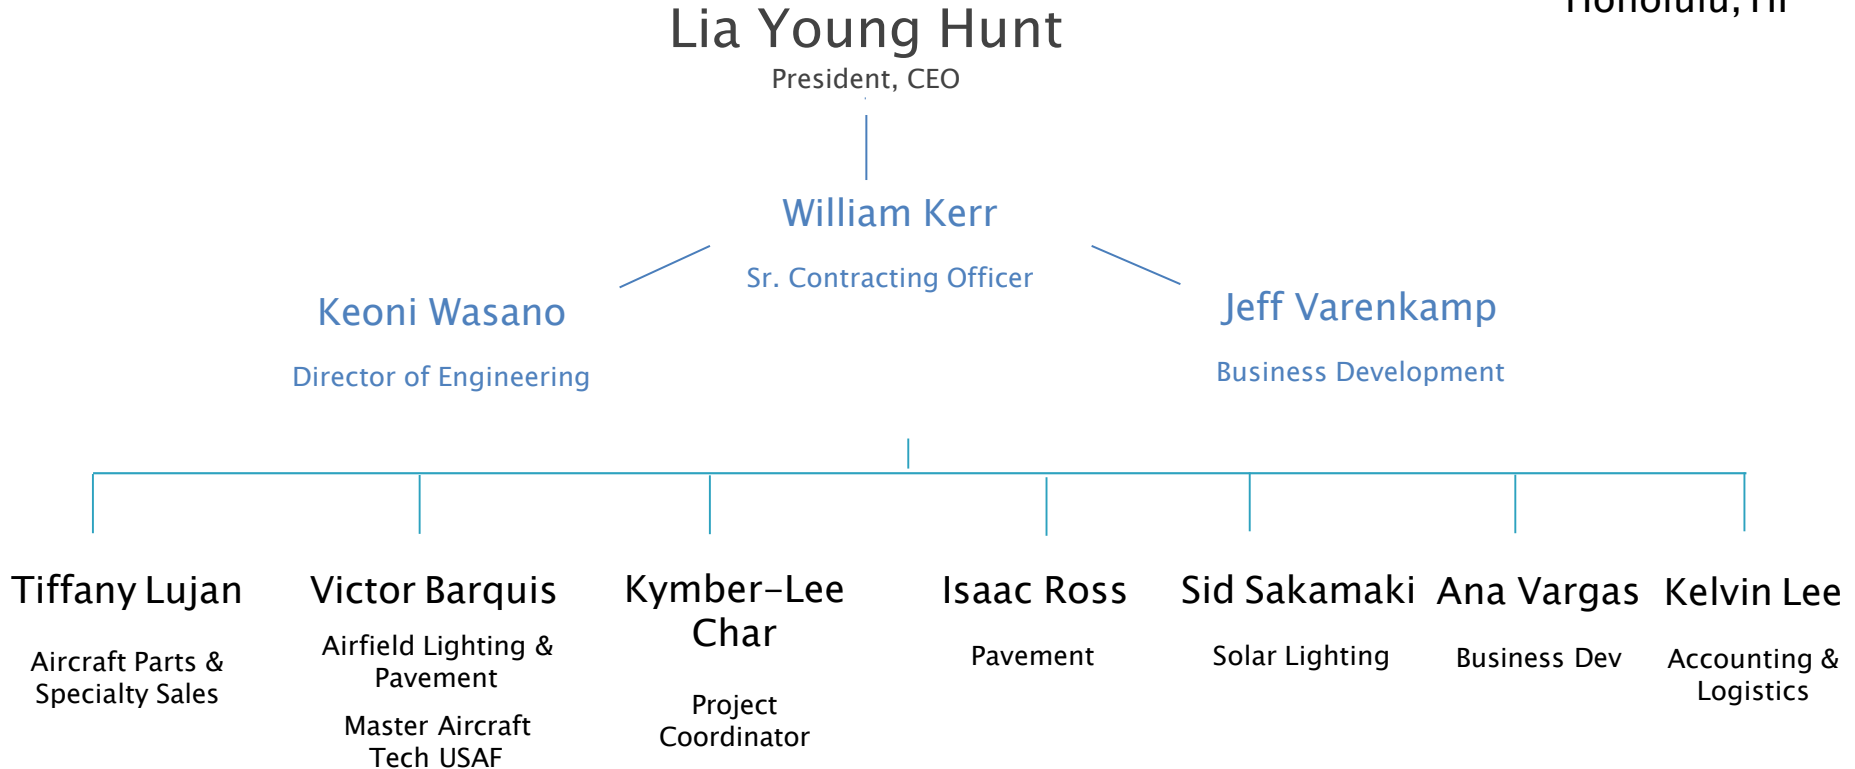 Honolulu, HI
Lia Young Hunt
President, CEO
William Kerr
Sr. Contracting Officer
Keoni Wasano
Director of Engineering
Jeff Varenkamp
Business Development
Tiffany Lujan
Aircraft Parts &
Specialty Sales
Victor Barquis
Airfield Lighting &
Pavement
Master Aircraft
Tech USAF
Kymber-Lee
Char
Project
Coordinator
Isaac Ross
Pavement
Sid Sakamaki
Solar Lighting
Ana Vargas
Business Dev
Kelvin Lee
Accounting &
Logistics